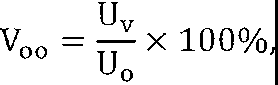 V_oo = U_v / U_o × 100%,